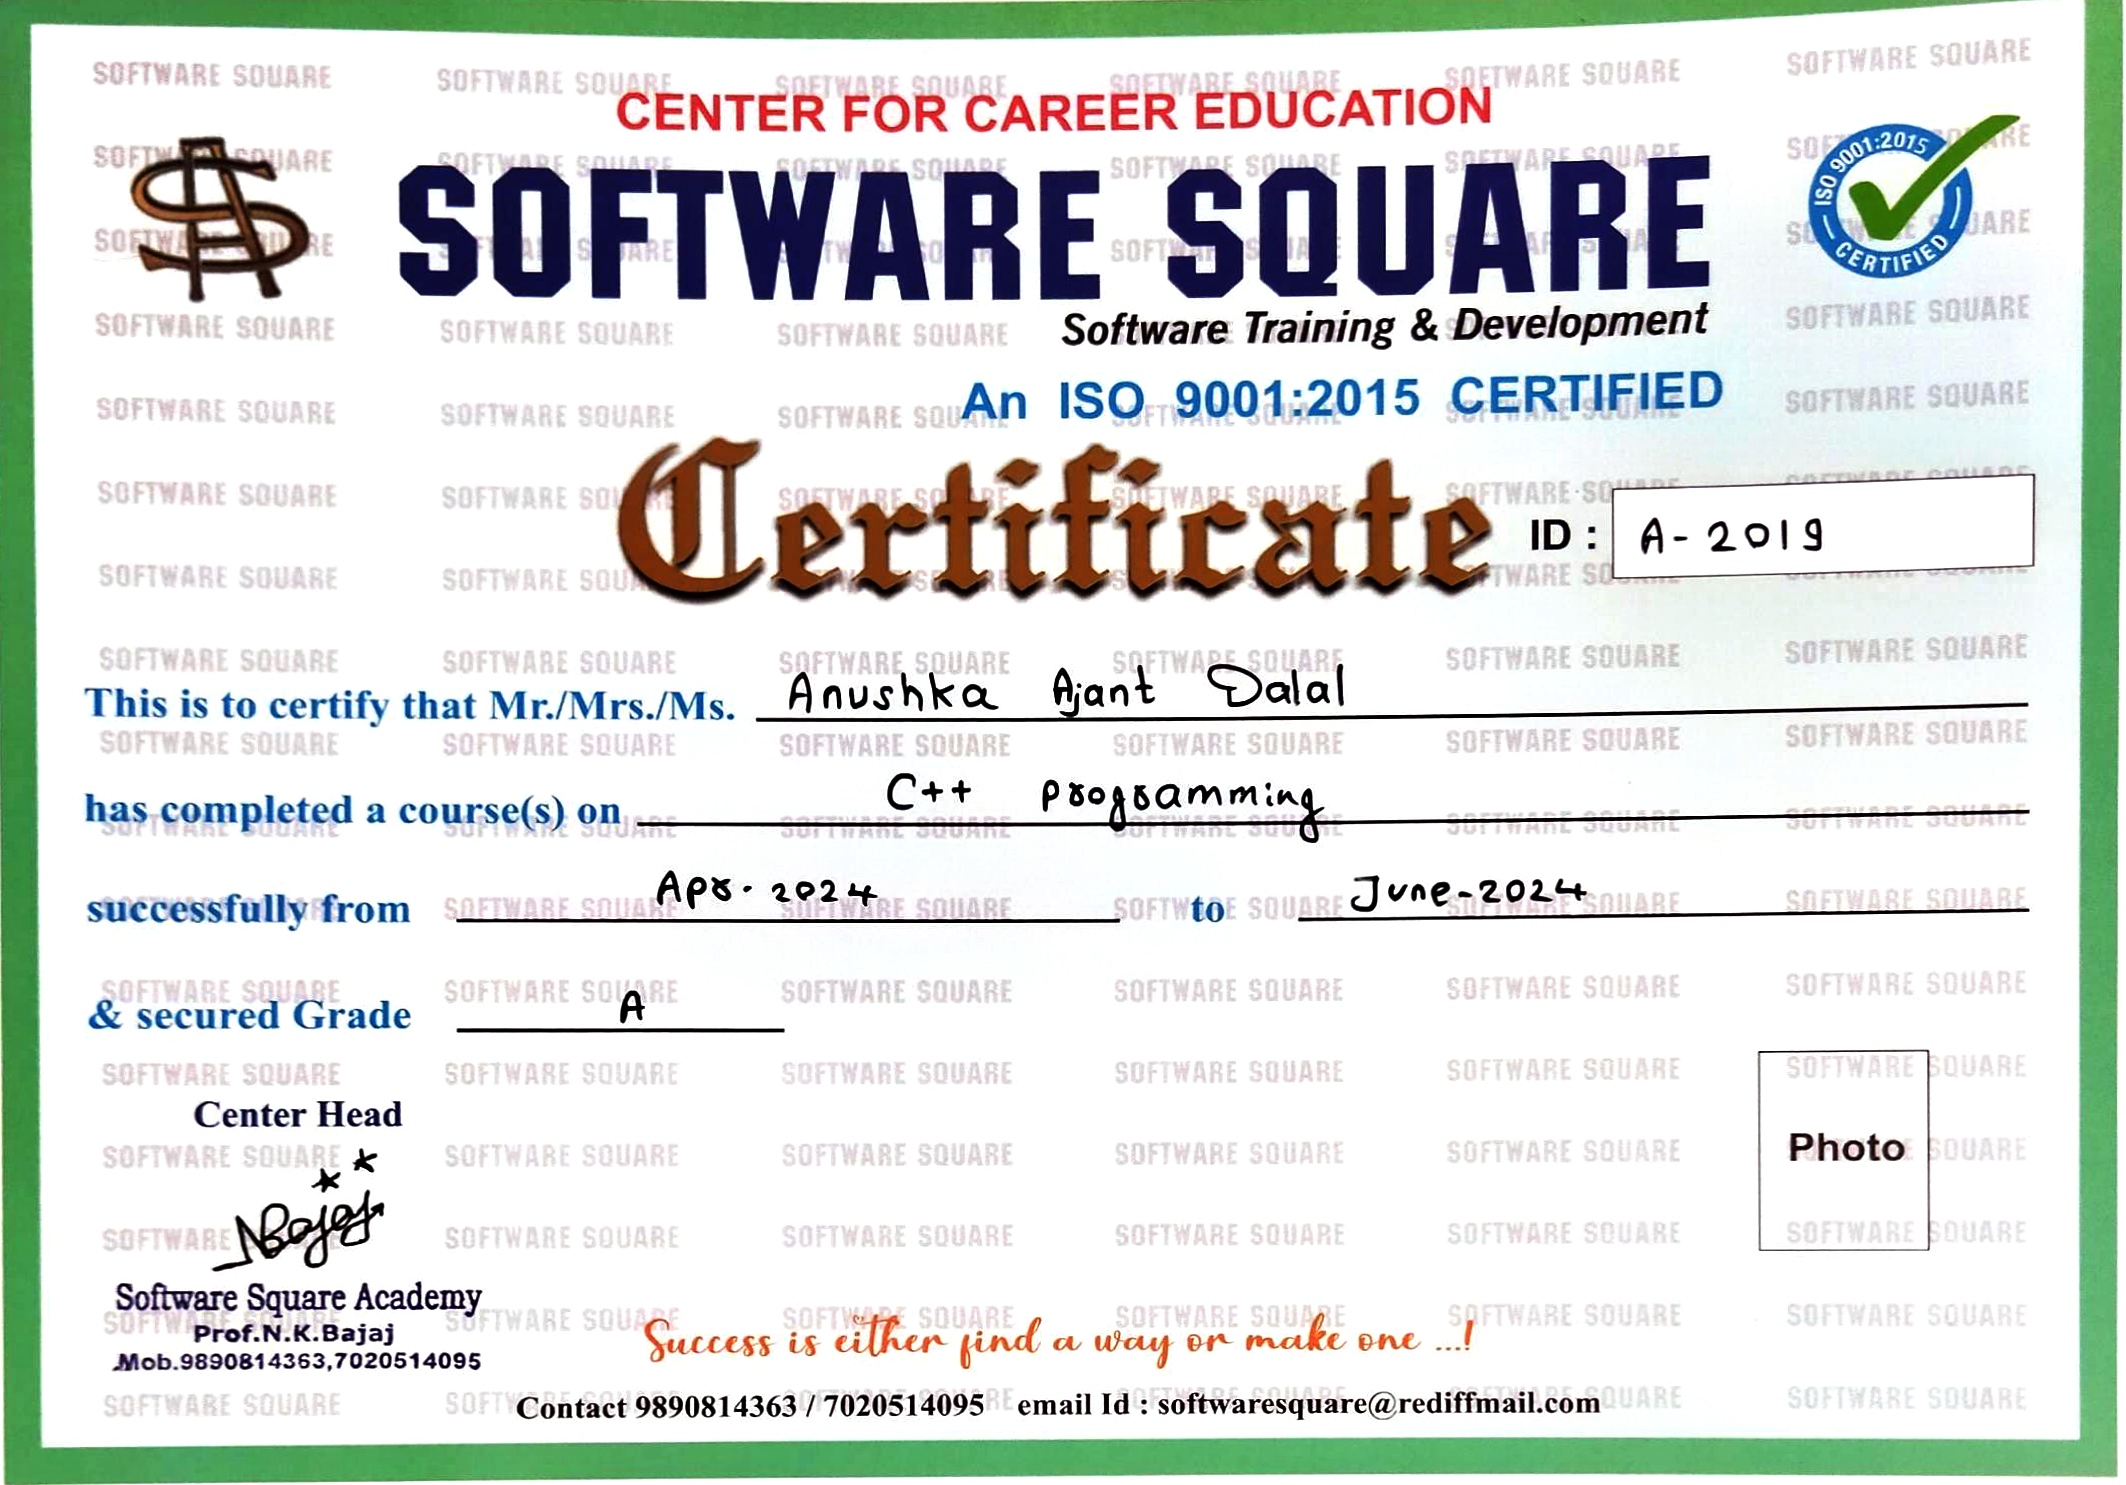 CENTER FOR CAREER EDUCATION
SOFTWARE SQUARE
Software Training & Development
An ISO 9001:2015 CERTIFIED
ISO 9001:2015
CERTIFIED
Certificate
ID : A-2019
This is to certify that Mr./Mrs./Ms. Anushka Ajant Dalal
has completed a course(s) on C++ programming
successfully from Apr. 2024 to June-2024
& secured Grade A
Center Head
NBajaj
Photo
Software Square Academy
Prof.N.K.Bajaj
Mob.9890814363,7020514095
Success is either find a way or make one ...!
Contact 9890814363 / 7020514095 email Id : softwaresquare@rediffmail.com